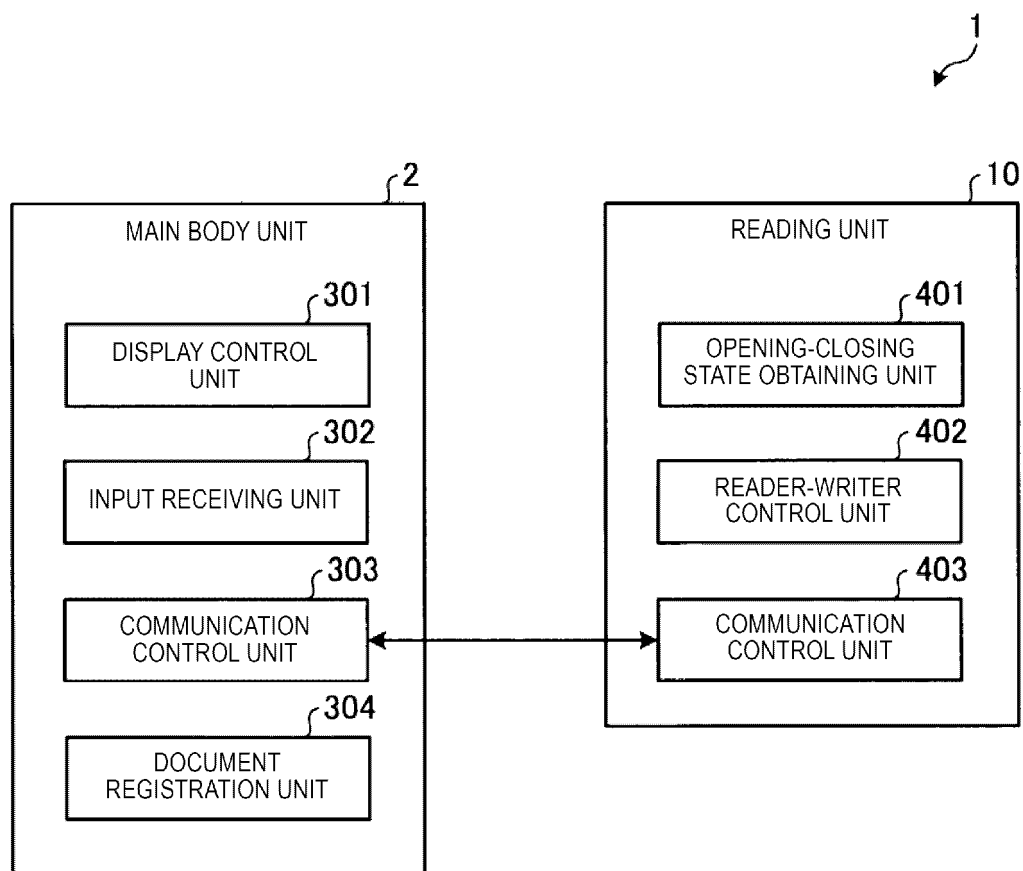 1
2
MAIN BODY UNIT
301
DISPLAY CONTROL
UNIT
302
INPUT RECEIVING UNIT
303
COMMUNICATION
CONTROL UNIT
304
DOCUMENT
REGISTRATION UNIT
10
READING UNIT
401
OPENING-CLOSING
STATE OBTAINING UNIT
402
READER-WRITER
CONTROL UNIT
403
COMMUNICATION
CONTROL UNIT